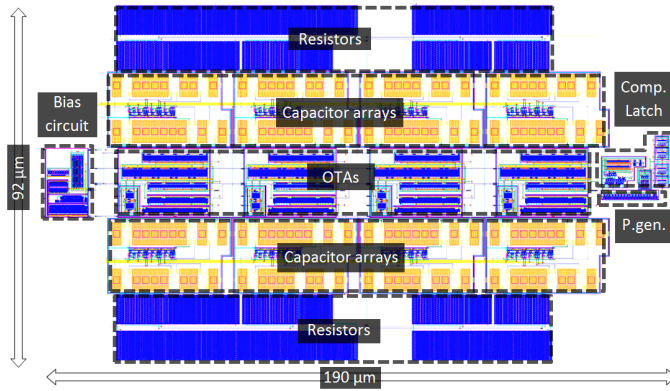 Resistors
Bias
circuit
Comp.
Latch
Capacitor arrays
OTAs
92 µm
P.gen.
Capacitor arrays
Resistors
190 µm